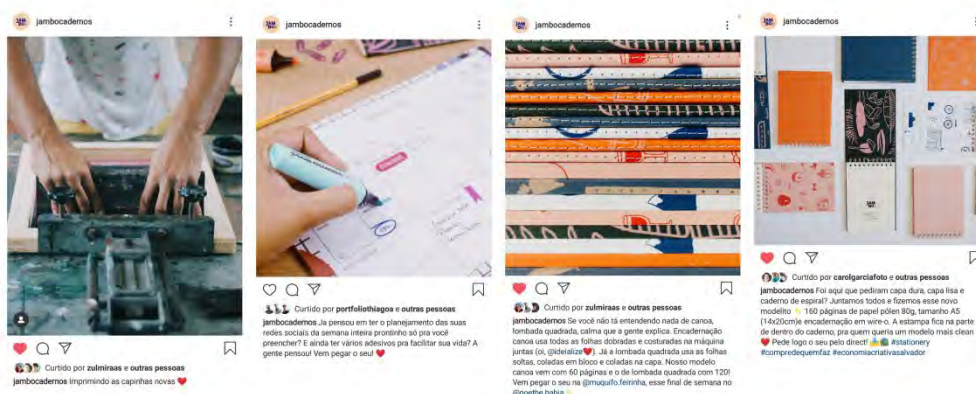 jambocadernos
Curtido por zulmiraas e outras pessoas
jambocadernos Imprimindo as capinhas novas ❤️
jambocadernos
Curtido por portfoliothiagoa e outras pessoas
jambocadernos Ja pensou em ter o planejamento das suas
redes sociais da semana inteira prontinho só pra você
preencher? E ainda ter vários adesivos pra facilitar sua vida? A
gente pensou! Vem pegar o seu! ❤️
jambocadernos
Curtido por zulmiraas e outras pessoas
jambocadernos Se você não tá entendendo nada de canoa,
lombada quadrada, calma que a gente explica. Encadernação
canoa usa todas as folhas dobradas e costuradas na máquina
juntas (oi, @ideialize❤️). Já a lombada quadrada usa as folhas
soltas, coladas em bloco e coladas na capa. Nosso modelo
canoa vem com 60 páginas e o de lombada quadrada com 120!
Vem pegar o seu na @muquifo.feirinha, esse final de semana no
@goethe.bahia
jambocadernos
Curtido por carolgarciafoto e outras pessoas
jambocadernos Foi aqui que pediram capa dura, capa lisa e
caderno de espiral? Juntamos todos e fizemos esse novo
modelito ✨ 160 páginas de papel pólen 80g, tamanho A5
(14x20cm)e encadernação em wire-o. A estampa fica na parte
de dentro do caderno, pra quem queria um modelo mais clean
❤️ Pede logo o seu pelo direct! #stationery
#compredequemfaz #economiacriativasalvador